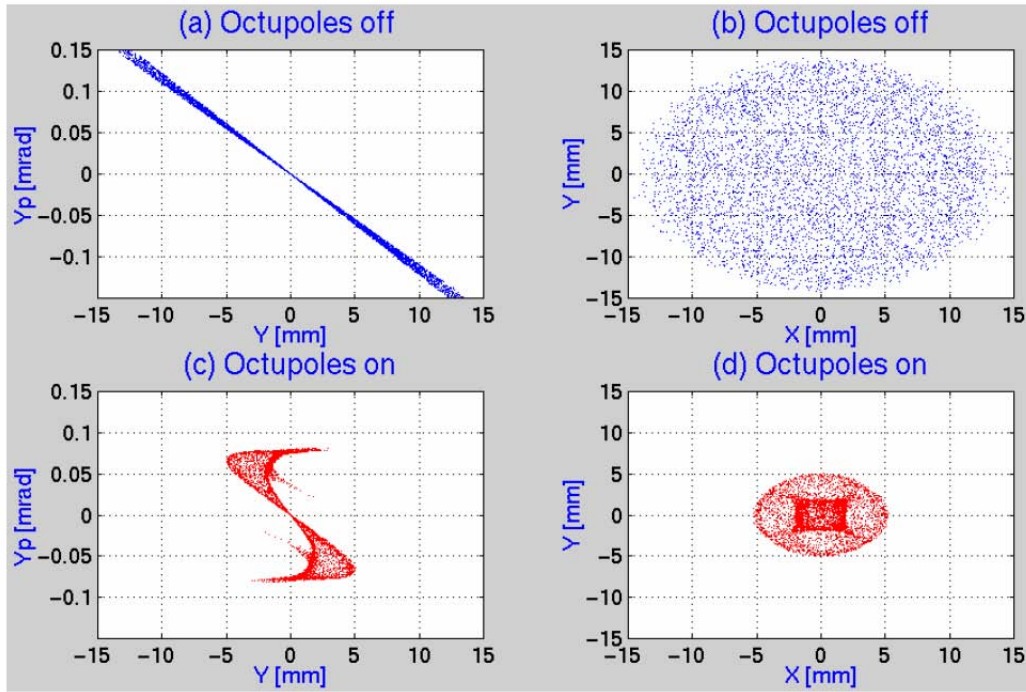 (a) Octupoles off
0.15
0.1
0.05
0
−0.05
−0.1
Yp [mrad]
−15 −10 −5 0 5 10 15
Y [mm]
(b) Octupoles off
15
10
5
0
−5
−10
−15
Y [mm]
−15 −10 −5 0 5 10 15
X [mm]
(c) Octupoles on
0.15
0.1
0.05
0
−0.05
−0.1
Yp [mrad]
−15 −10 −5 0 5 10 15
Y [mm]
(d) Octupoles on
15
10
5
0
−5
−10
−15
Y [mm]
−15 −10 −5 0 5 10 15
X [mm]